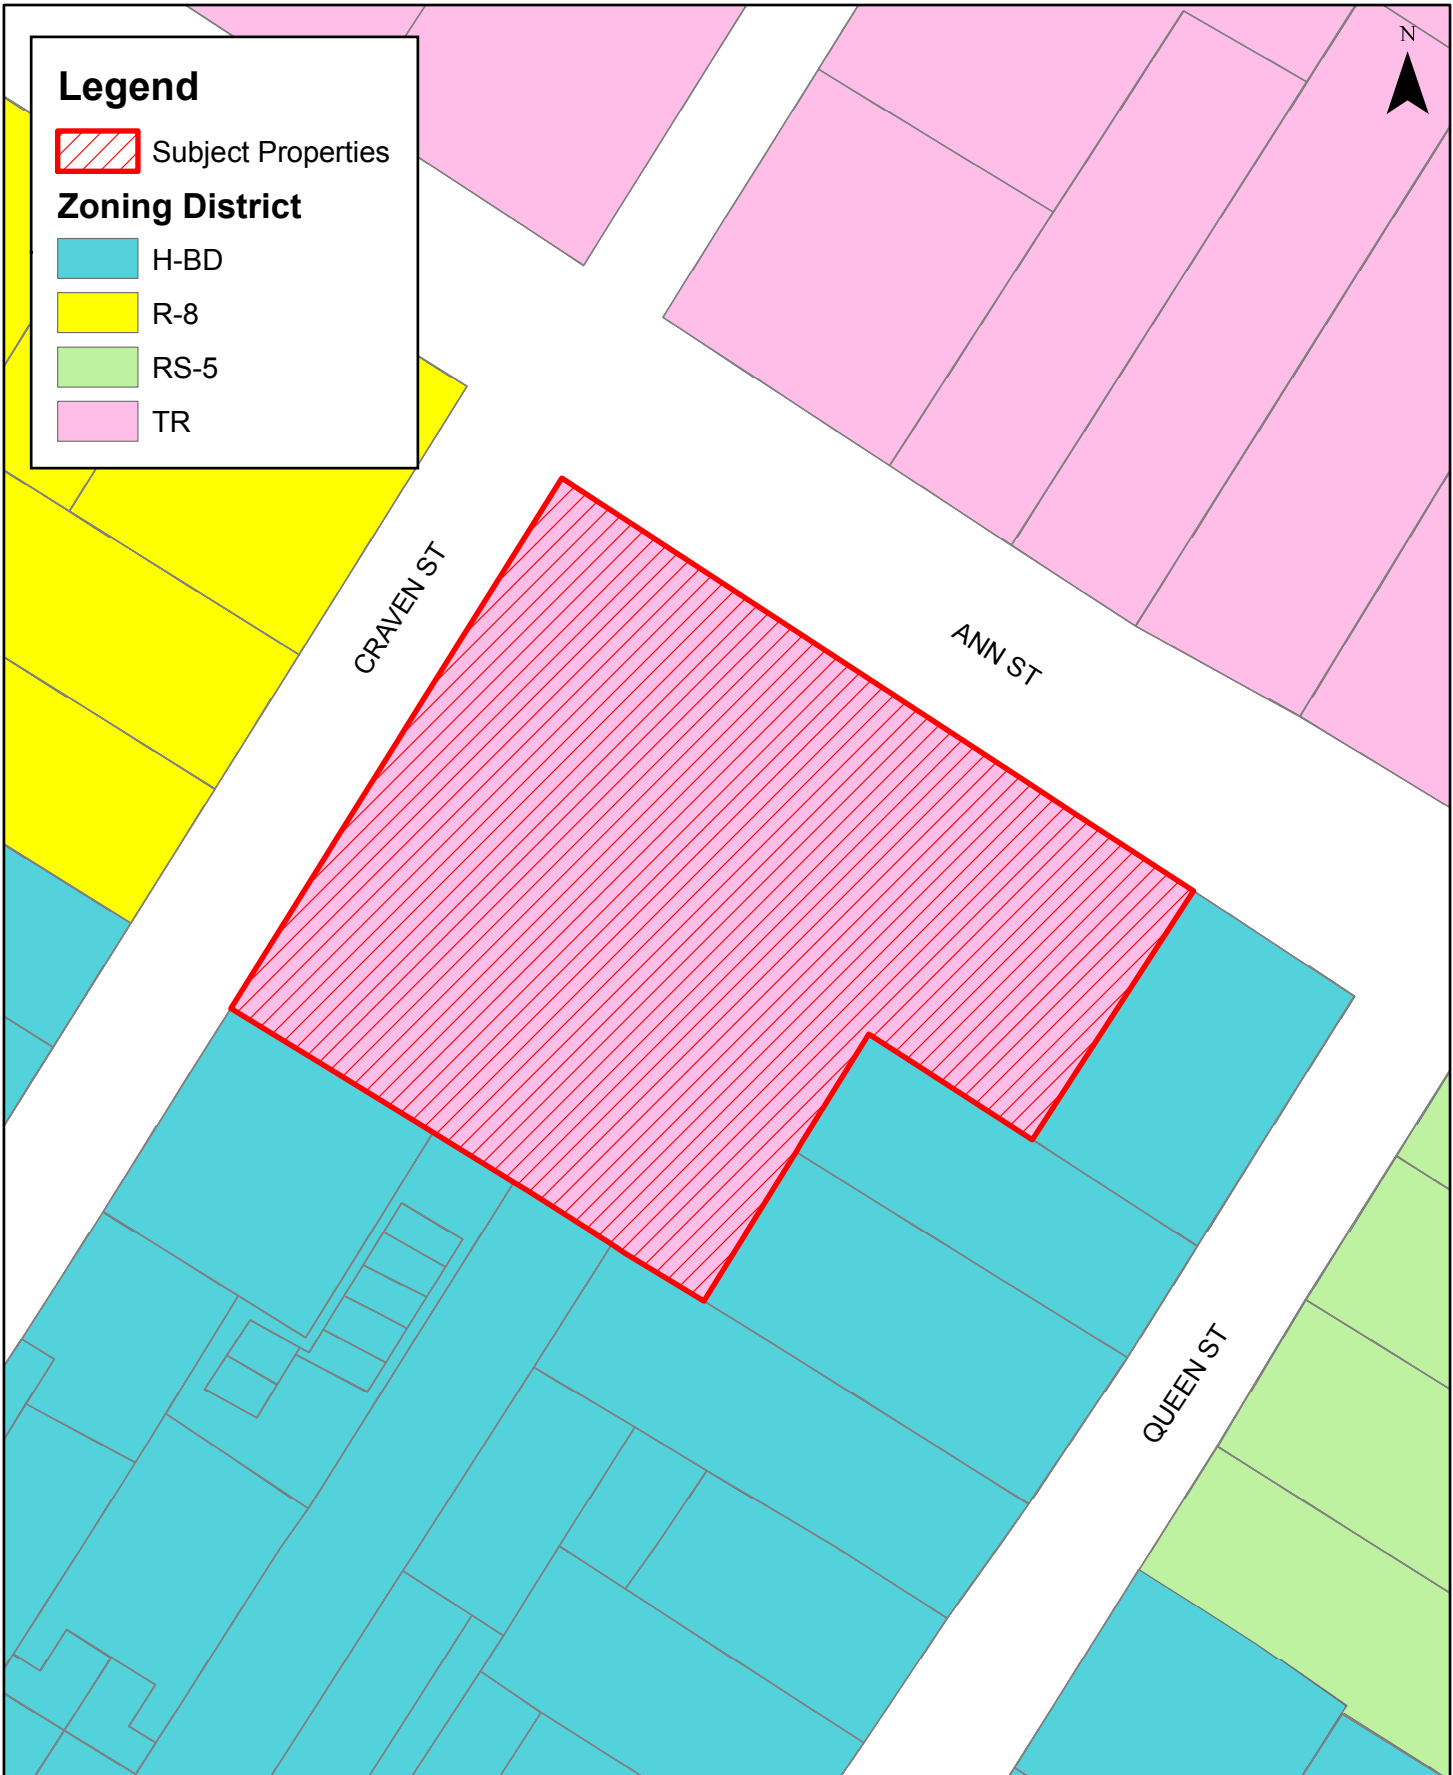 N
Legend
Subject Properties
Zoning District
H-BD
R-8
RS-5
TR
CRAVEN ST
ANN ST
QUEEN ST